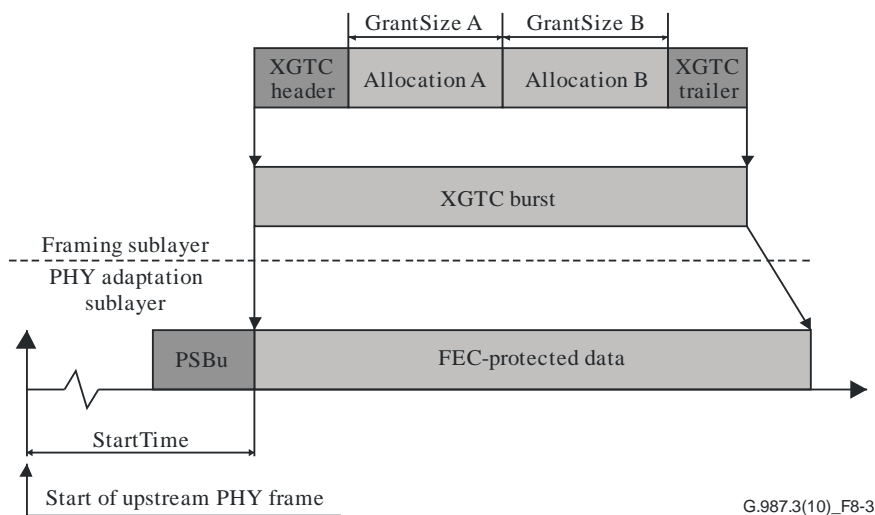 GrantSize A GrantSize B
XGTC header
Allocation A
Allocation B
XGTC trailer
XGTC burst
Framing sublayer
PHY adaptation
sublayer
PSBu
FEC-protected data
StartTime
Start of upstream PHY frame
G.987.3(10)_F8-3